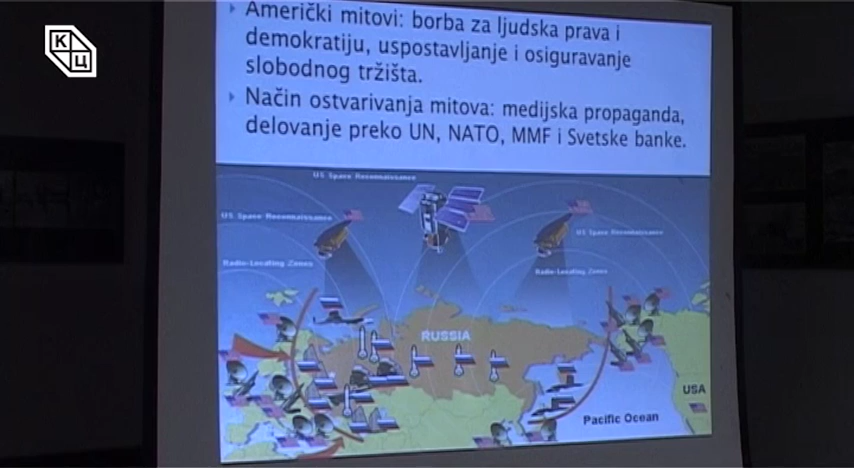 К
Ц
Američki mitovi: borba za ljudska prava i
demokratiju, uspostavljanje i osiguravanje
slobodnog tržišta.
Način ostvarivanja mitova: medijska propaganda,
delovanje preko UN, NATO, MMF i Svetske banke.
US Space Reconnaissance
US Space Reconnaissance
US Space Reconnaissance
Radio-Locating Zones
Radio-Locating Zones
RUSSIA
USA
Pacific Ocean